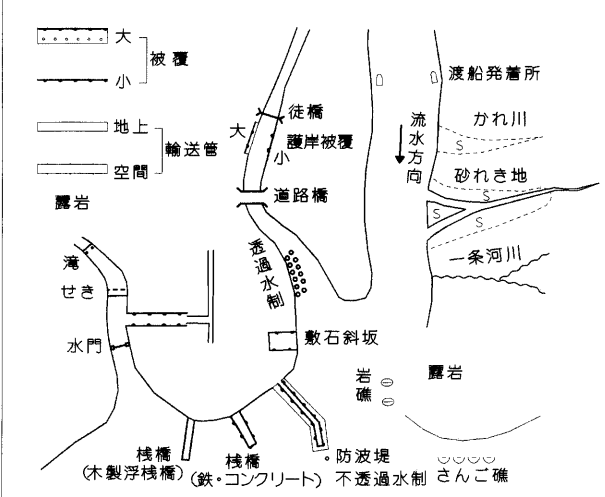 大
被覆
小
地上
輸送管
空間
露岩
滝
せき
水門
徒橋
大
護岸被覆
小
道路橋
透過水制
敷石斜坂
渡船発着所
流水方向
かれ川
S
砂れき地
S
S
S
一条河川
岩礁
露岩
桟橋
(木製浮桟橋)
桟橋
(鉄・コンクリート)
防波堤
不透過水制
さんご礁